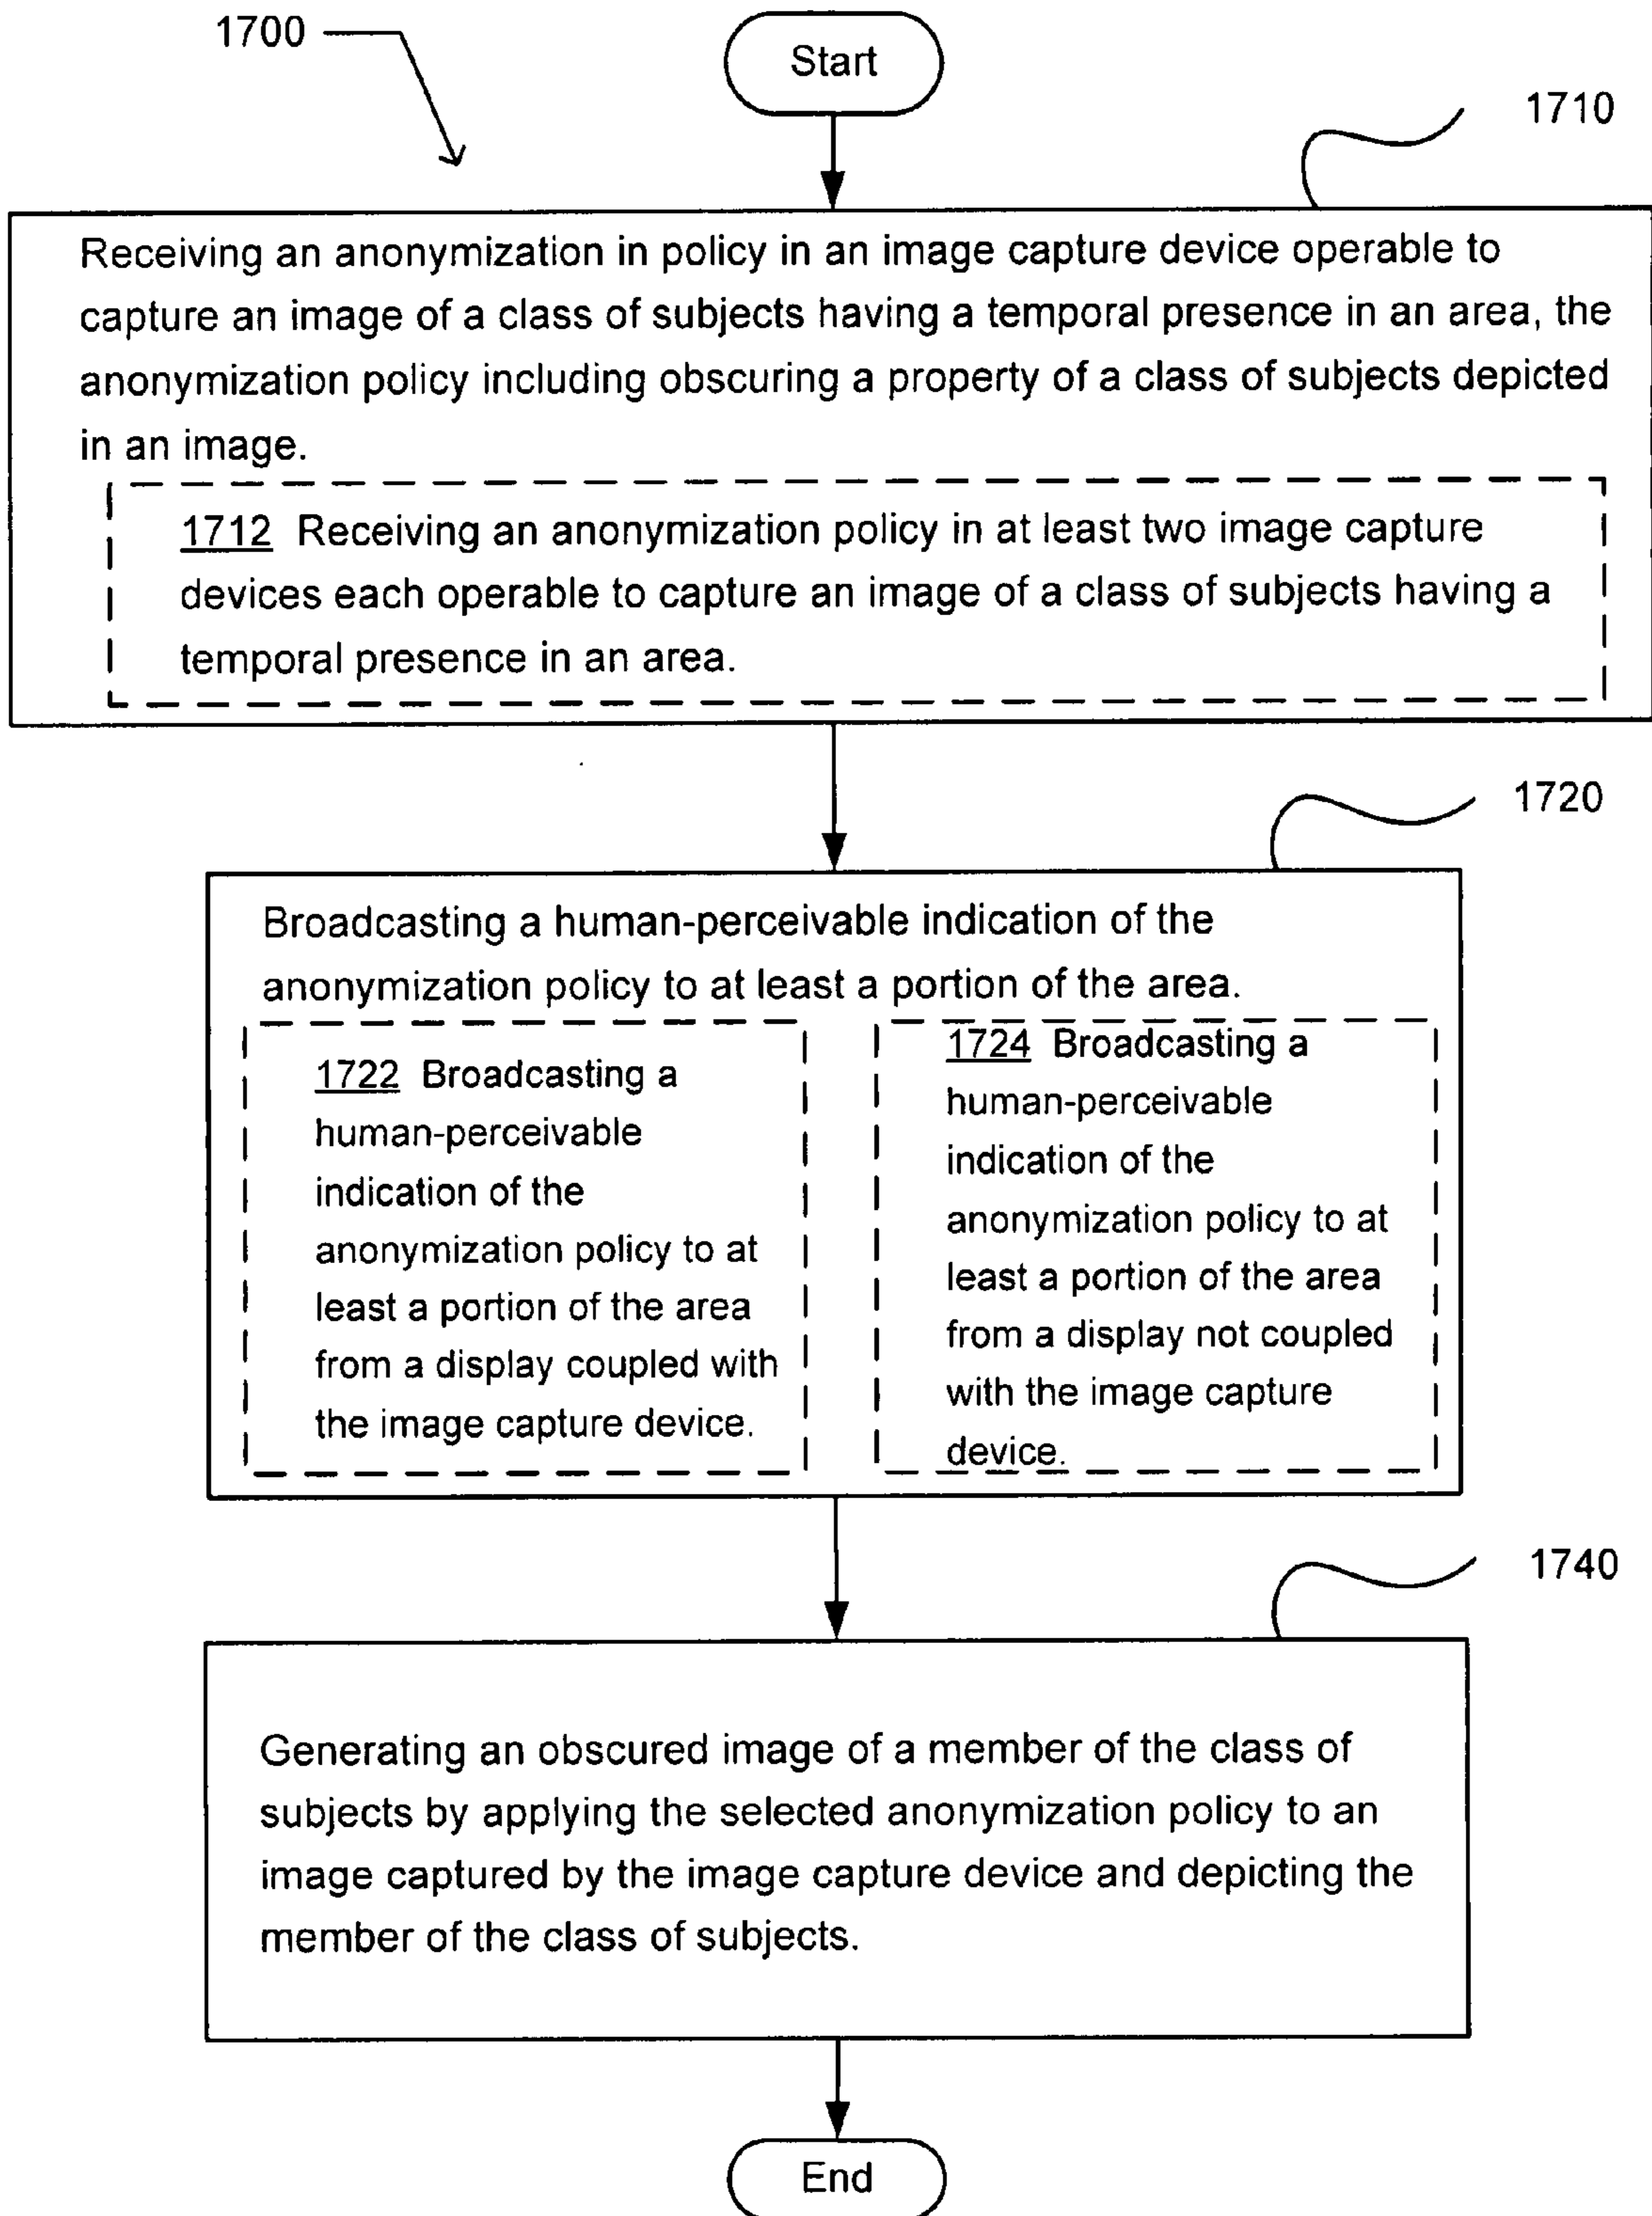 1700
Start
1710
Receiving an anonymization in policy in an image capture device operable to
capture an image of a class of subjects having a temporal presence in an area, the
anonymization policy including obscuring a property of a class of subjects depicted
in an image.
1712 Receiving an anonymization policy in at least two image capture
devices each operable to capture an image of a class of subjects having a
temporal presence in an area.
1720
Broadcasting a human-perceivable indication of the
anonymization policy to at least a portion of the area.
1722 Broadcasting a
human-perceivable
indication of the
anonymization policy to at
least a portion of the area
from a display coupled with
the image capture device.
1724 Broadcasting a
human-perceivable
indication of the
anonymization policy to at
least a portion of the area
from a display not coupled
with the image capture
device.
1740
Generating an obscured image of a member of the class of
subjects by applying the selected anonymization policy to an
image captured by the image capture device and depicting the
member of the class of subjects.
End